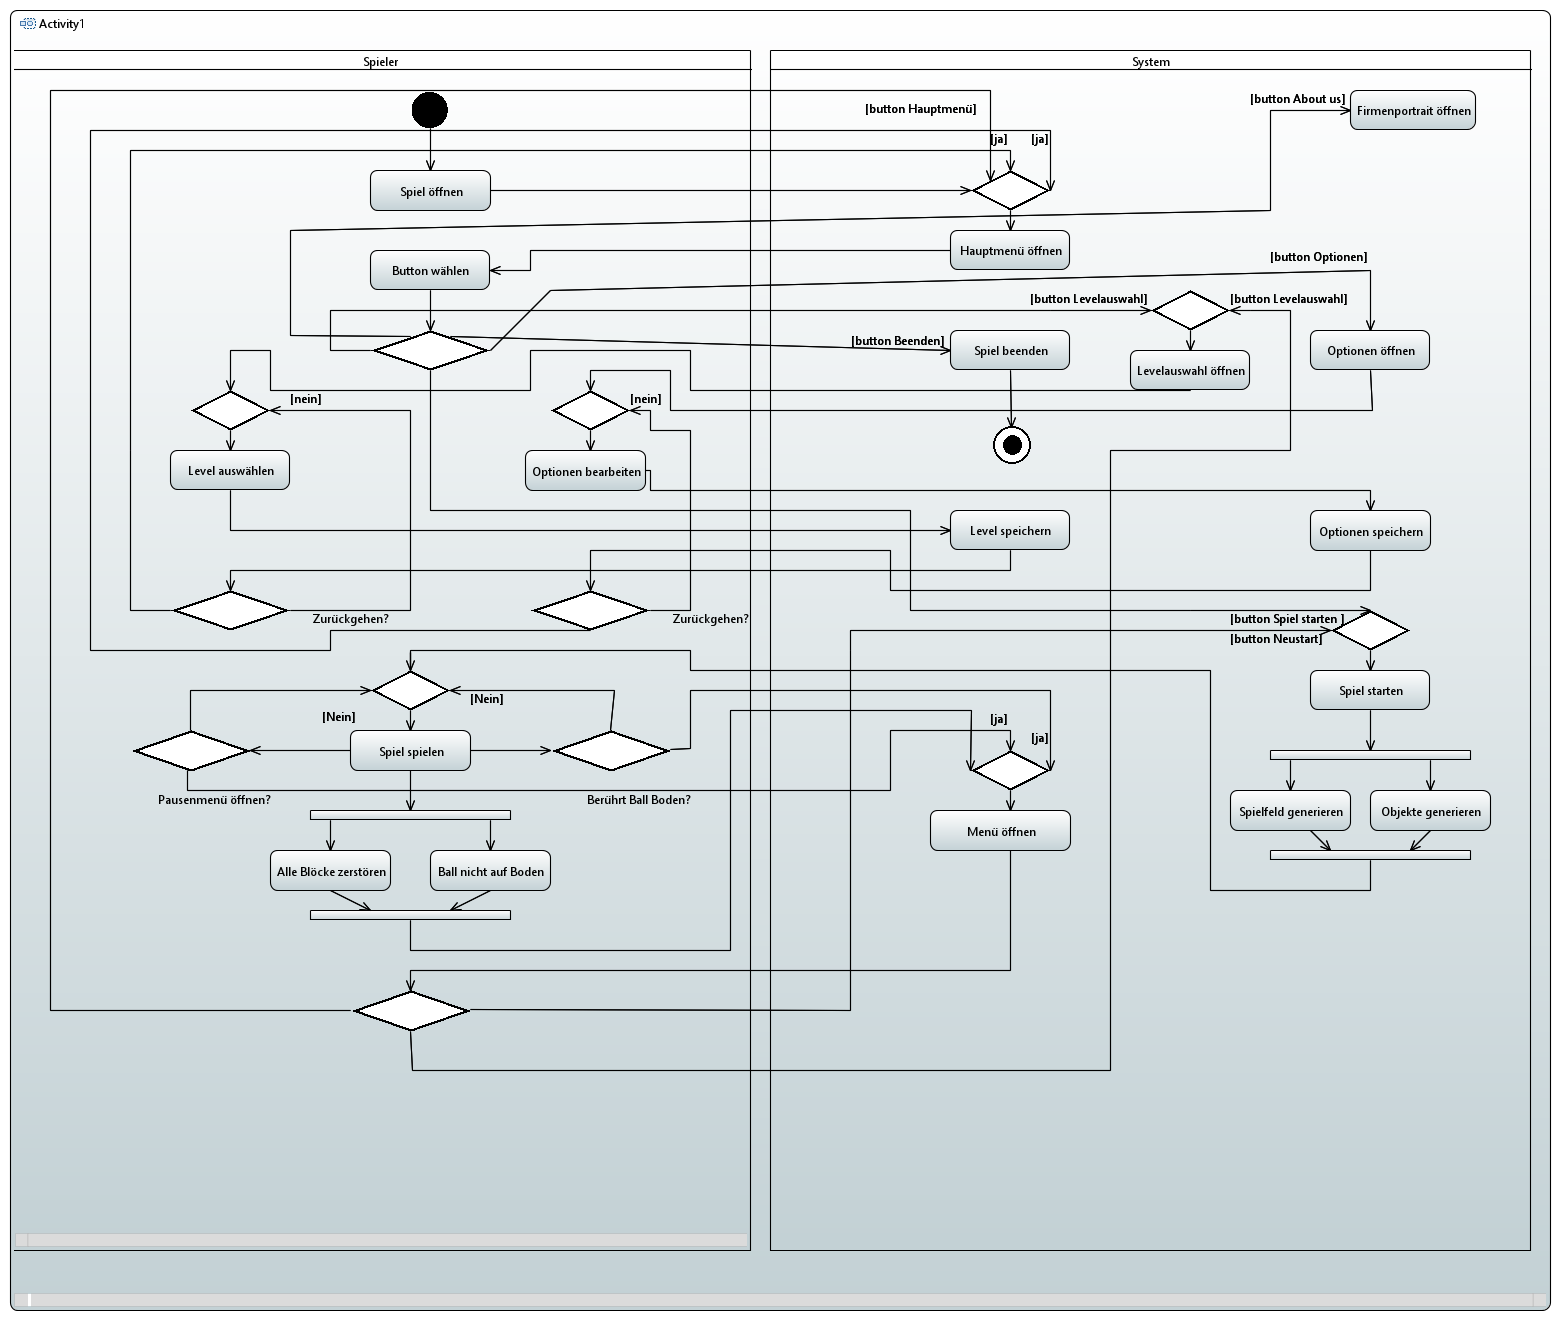 Activity1
Spieler
System
[button Hauptmenü]
[button About us]
Firmenportrait öffnen
[ja]
[ja]
Spiel öffnen
Hauptmenü öffnen
[button Optionen]
Button wählen
[button Levelauswahl]
[button Levelauswahl]
[button Beenden]
Spiel beenden
Optionen öffnen
Levelauswahl öffnen
[nein]
[nein]
Level auswählen
Optionen bearbeiten
Level speichern
Optionen speichern
Zurückgehen?
Zurückgehen?
[button Spiel starten ]
[button Neustart]
Spiel starten
[Nein]
[Nein]
[ja]
[ja]
Spiel spielen
Pausenmenü öffnen?
Berührt Ball Boden?
Spielfeld generieren
Objekte generieren
Menü öffnen
Alle Blöcke zerstören
Ball nicht auf Boden